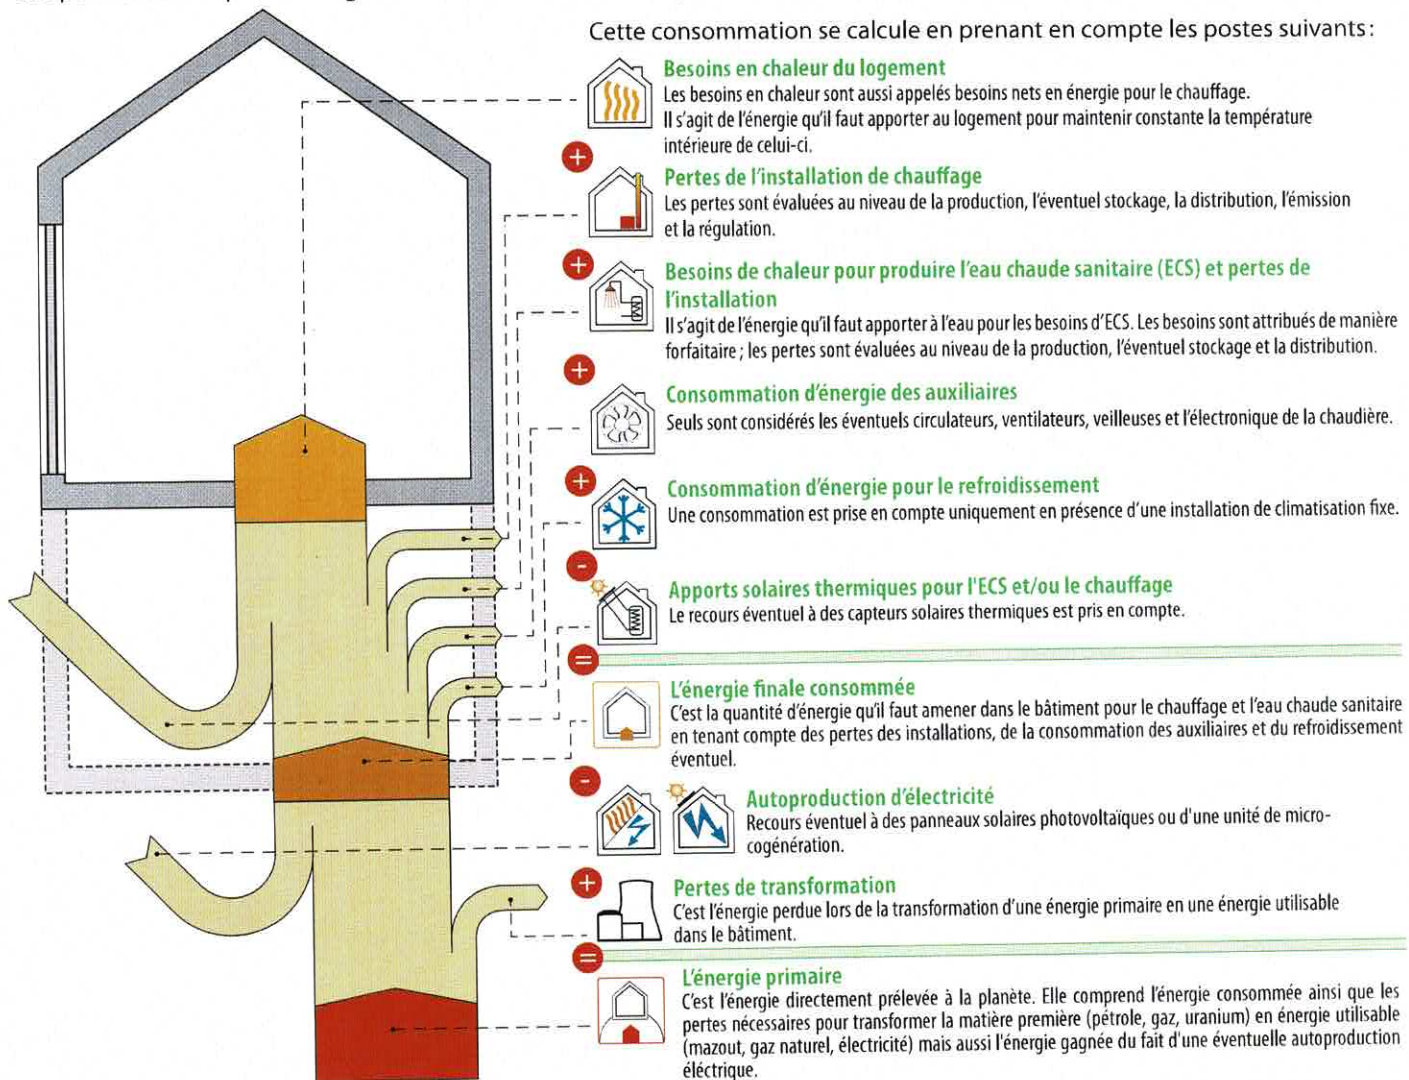 Cette consommation se calcule en prenant en compte les postes suivants :
Besoins en chaleur du logement
Les besoins en chaleur sont aussi appelés besoins nets en énergie pour le chauffage.
Il s'agit de l'énergie qu'il faut apporter au logement pour maintenir constante la température
intérieure de celui-ci.
+
Pertes de l'installation de chauffage
Les pertes sont évaluées au niveau de la production, l'éventuel stockage, la distribution, l'émission
et la régulation.
+
Besoins de chaleur pour produire l'eau chaude sanitaire (ECS) et pertes de
l'installation
Il s'agit de l'énergie qu'il faut apporter à l'eau pour les besoins d'ECS. Les besoins sont attribués de manière
forfaitaire ; les pertes sont évaluées au niveau de la production, l'éventuel stockage et la distribution.
+
Consommation d'énergie des auxiliaires
Seuls sont considérés les éventuels circulateurs, ventilateurs, veilleuses et l'électronique de la chaudière.
+
Consommation d'énergie pour le refroidissement
Une consommation est prise en compte uniquement en présence d'une installation de climatisation fixe.
-
Apports solaires thermiques pour l'ECS et/ou le chauffage
Le recours éventuel à des capteurs solaires thermiques est pris en compte.
=
L'énergie finale consommée
C'est la quantité d'énergie qu'il faut amener dans le bâtiment pour le chauffage et l'eau chaude sanitaire
en tenant compte des pertes des installations, de la consommation des auxiliaires et du refroidissement
éventuel.
-
Autoproduction d'électricité
Recours éventuel à des panneaux solaires photovoltaïques ou d'une unité de micro-
cogénération.
+
Pertes de transformation
C'est l'énergie perdue lors de la transformation d'une énergie primaire en une énergie utilisable
dans le bâtiment.
=
L'énergie primaire
C'est l'énergie directement prélevée à la planète. Elle comprend l'énergie consommée ainsi que les
pertes nécessaires pour transformer la matière première (pétrole, gaz, uranium) en énergie utilisable
(mazout, gaz naturel, électricité) mais aussi l'énergie gagnée du fait d'une éventuelle autoproduction
éléctrique.